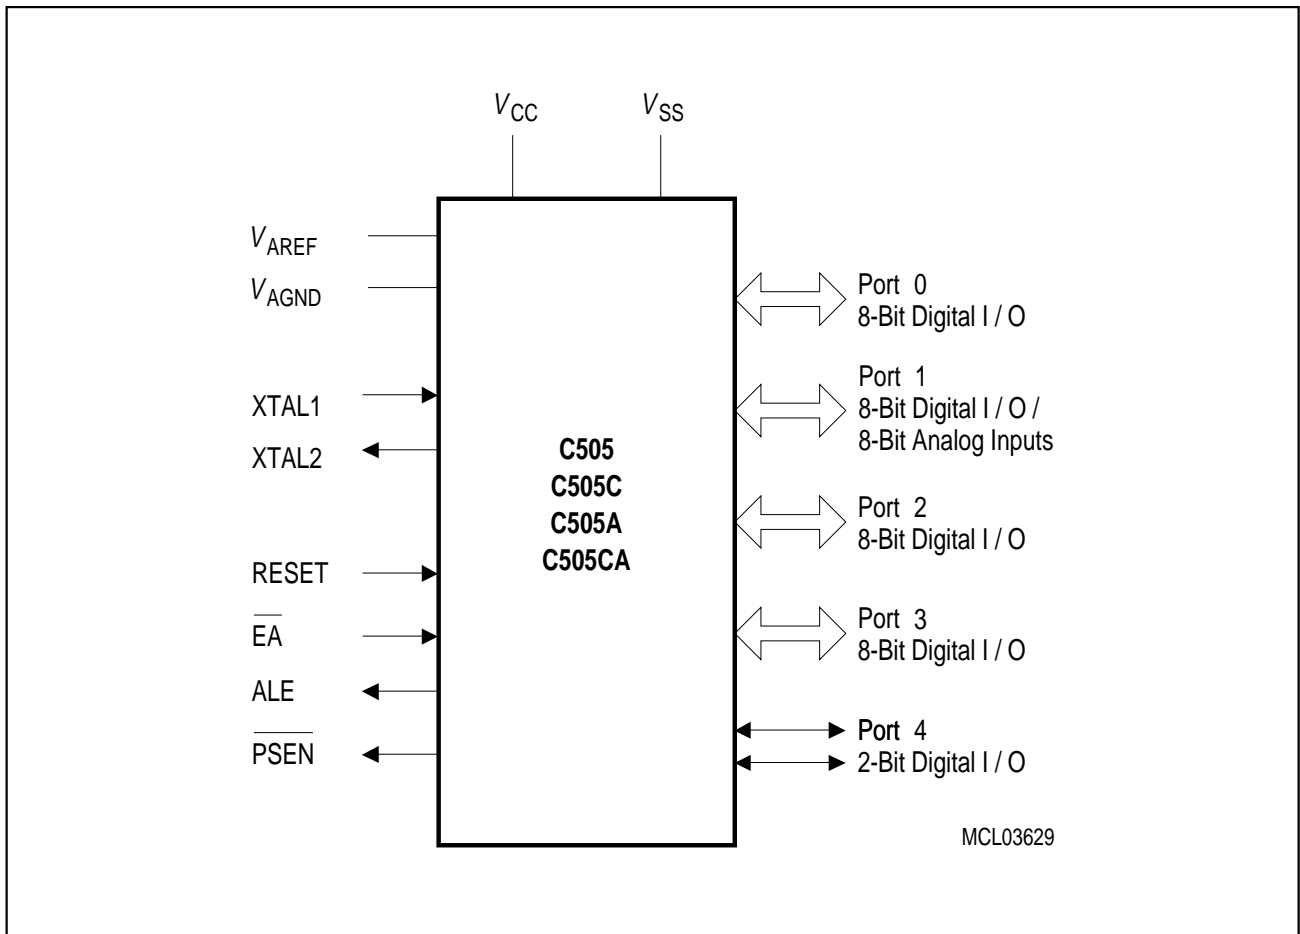 VCC
VSS
VAREF
VAGND
XTAL1
XTAL2
RESET
E̅A̅
ALE
P̅S̅E̅N̅
C505
C505C
C505A
C505CA
Port 0
8-Bit Digital I / O
Port 1
8-Bit Digital I / O /
8-Bit Analog Inputs
Port 2
8-Bit Digital I / O
Port 3
8-Bit Digital I / O
Port 4
2-Bit Digital I / O
MCL03629